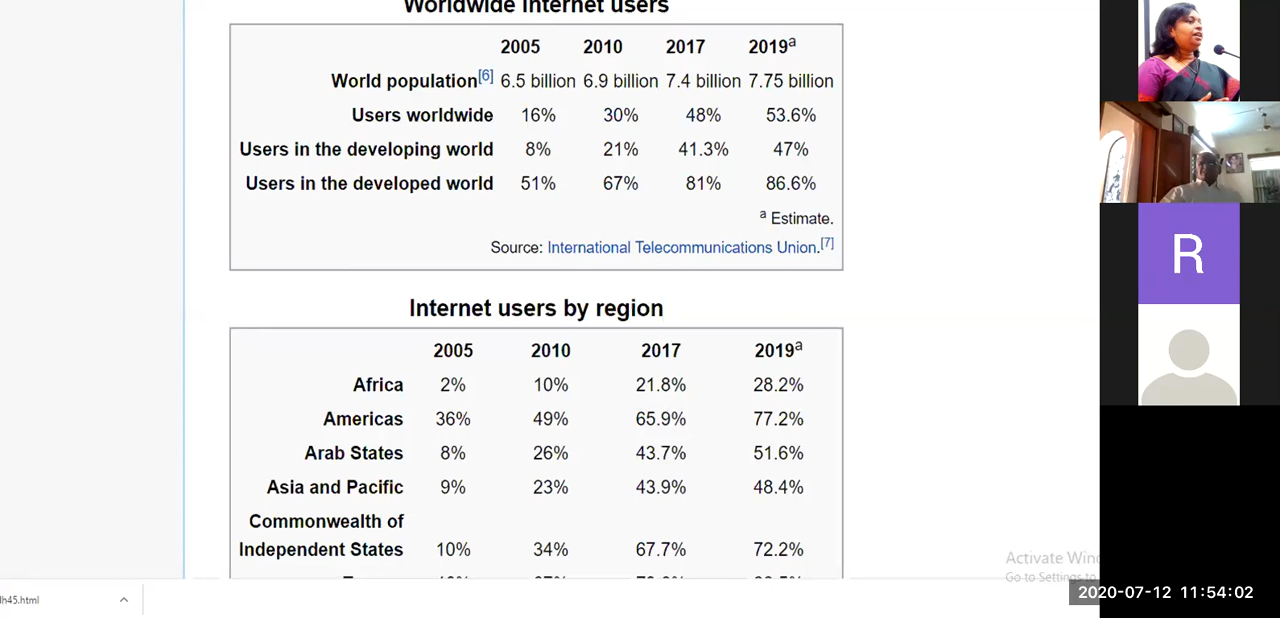 Worldwide Internet users
2005 2010 2017 2019a
World population[6] 6.5 billion 6.9 billion 7.4 billion 7.75 billion
Users worldwide 16% 30% 48% 53.6%
Users in the developing world 8% 21% 41.3% 47%
Users in the developed world 51% 67% 81% 86.6%
a Estimate.
Source: International Telecommunications Union.[7]
Internet users by region
2005 2010 2017 2019a
Africa 2% 10% 21.8% 28.2%
Americas 36% 49% 65.9% 77.2%
Arab States 8% 26% 43.7% 51.6%
Asia and Pacific 9% 23% 43.9% 48.4%
Commonwealth of
Independent States 10% 34% 67.7% 72.2%
R
Activate Wind
Go to Settings to
h45.html
2020-07-12 11:54:02